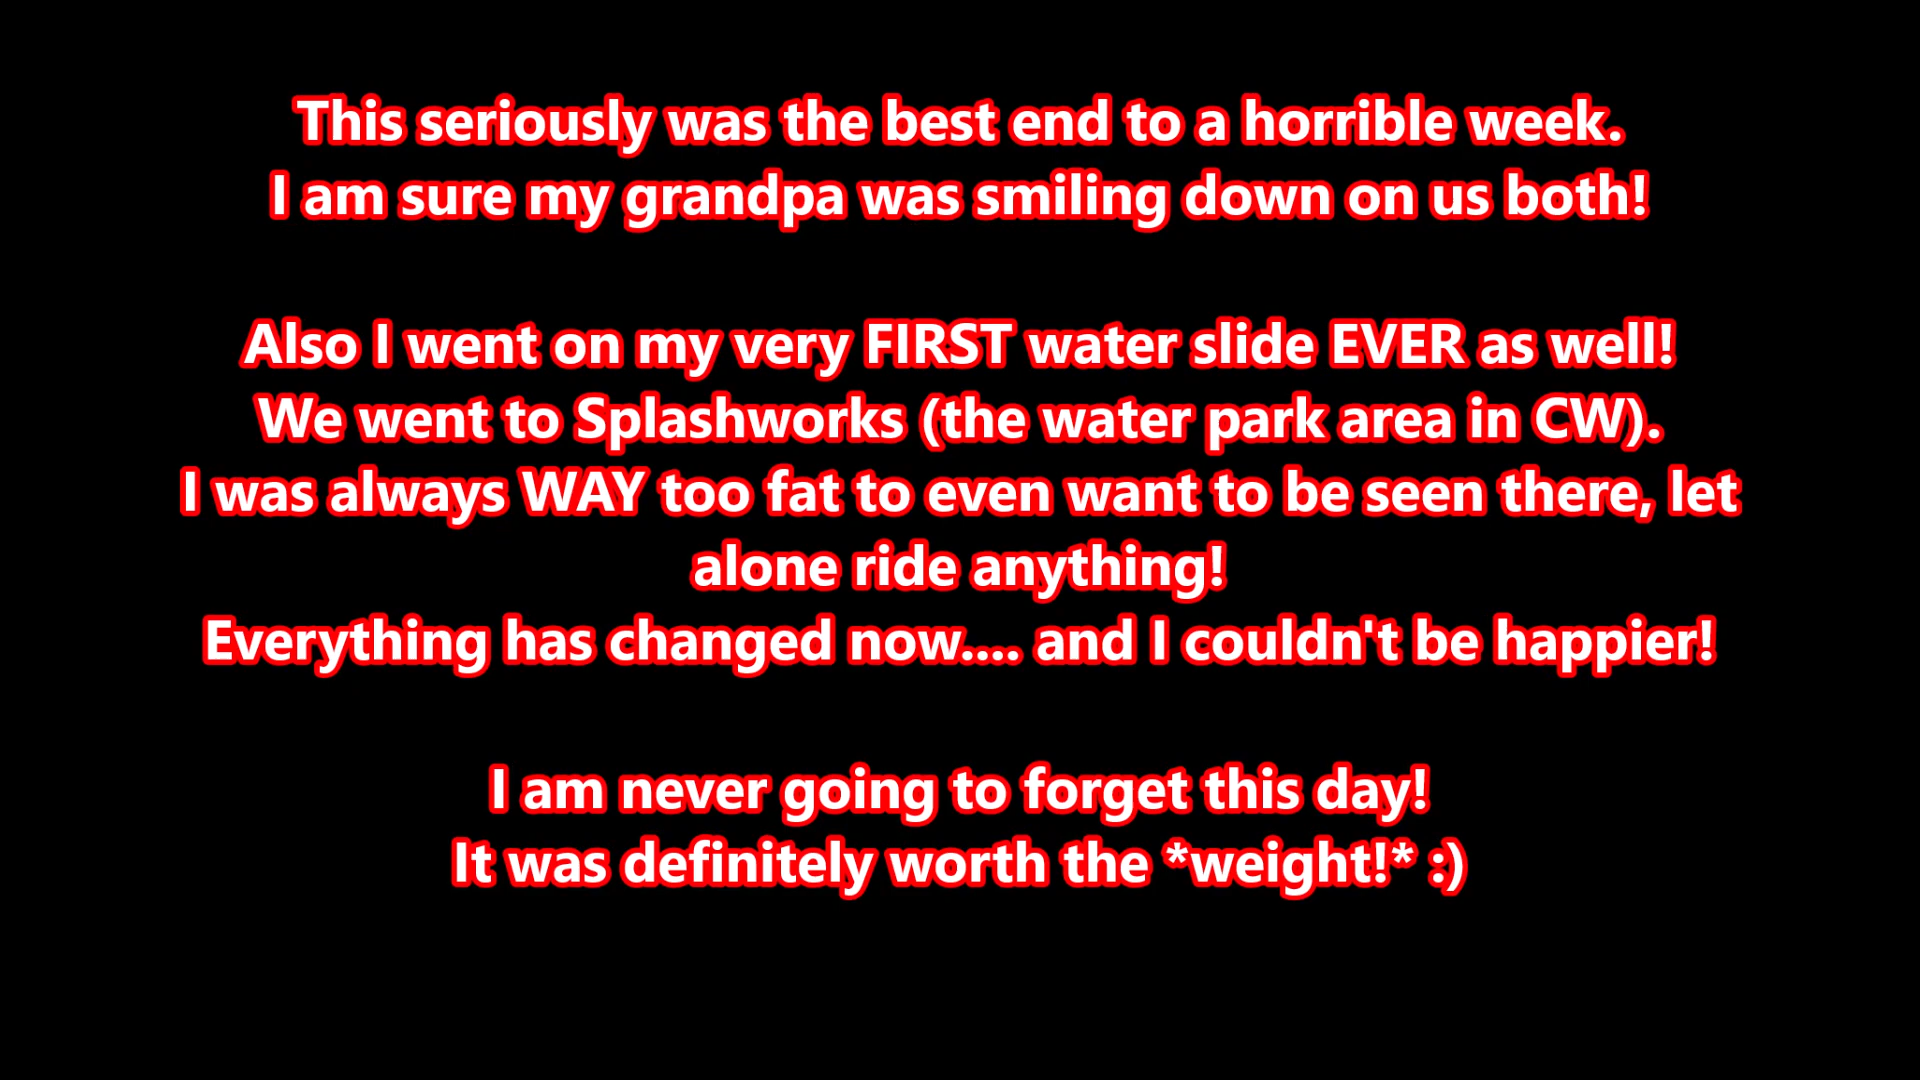 This seriously was the best end to a horrible week.
I am sure my grandpa was smiling down on us both!
Also I went on my very FIRST water slide EVER as well!
We went to Splashworks (the water park area in CW).
I was always WAY too fat to even want to be seen there, let
alone ride anything!
Everything has changed now.... and I couldn't be happier!
I am never going to forget this day!
It was definitely worth the *weight!* :)